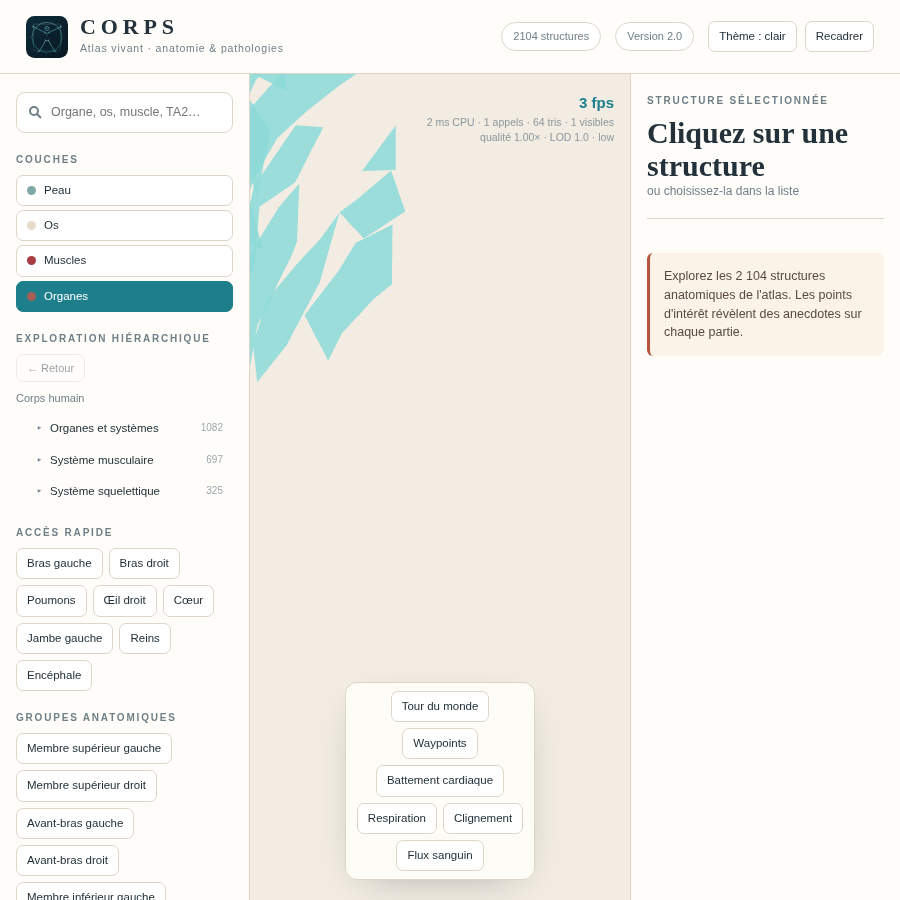 CORPS
Atlas vivant · anatomie & pathologies
2104 structures
Version 2.0
Thème : clair
Recadrer
Organe, os, muscle, TA2…
COUCHES
Peau
Os
Muscles
Organes
EXPLORATION HIÉRARCHIQUE
← Retour
Corps humain
▸ Organes et systèmes 1082
▸ Système musculaire 697
▸ Système squelettique 325
ACCÈS RAPIDE
Bras gauche
Bras droit
Poumons
Œil droit
Cœur
Jambe gauche
Reins
Encéphale
GROUPES ANATOMIQUES
Membre supérieur gauche
Membre supérieur droit
Avant-bras gauche
Avant-bras droit
Membre inférieur gauche
3 fps
2 ms CPU · 1 appels · 64 tris · 1 visibles
qualité 1.00× · LOD 1.0 · low
Tour du monde
Waypoints
Battement cardiaque
Respiration
Clignement
Flux sanguin
STRUCTURE SÉLECTIONNÉE
Cliquez sur une
structure
ou choisissez-la dans la liste
Explorez les 2 104 structures
anatomiques de l'atlas. Les points
d'intérêt révèlent des anecdotes sur
chaque partie.